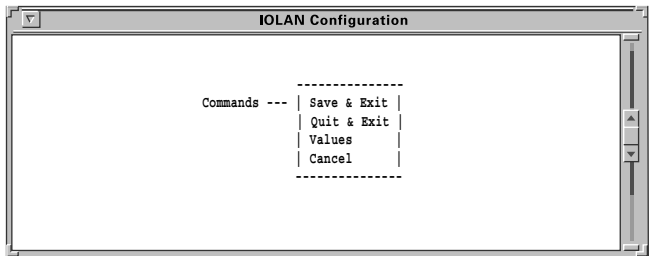 IOLAN Configuration
---------------
Commands --- | Save & Exit |
| Quit & Exit |
| Values |
| Cancel |
---------------